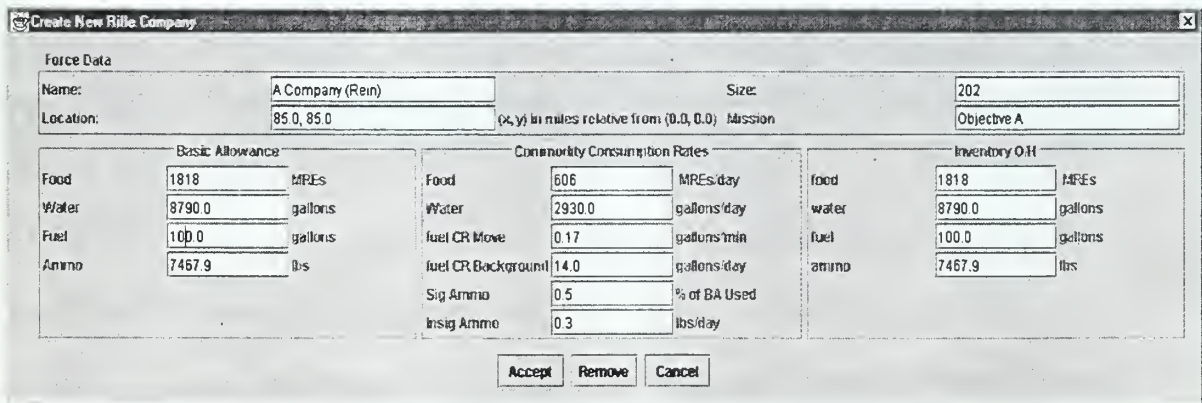 Create New Rifle Company
Force Data
Name: A Company (Rein) Size: 202
Location: 85.0, 85.0 (x, y) in miles relative from (0.0, 0.0) Mission Objective A
Basic Allowance
Food 1818 MREs
Water 8790.0 gallons
Fuel 100.0 gallons
Ammo 7467.9 lbs
Commodity Consumption Rates
Food 606 MREs/day
Water 2930.0 gallons/day
fuel CR Move 0.17 gallons/min
fuel CR Background 14.0 gallons/day
Sig Ammo 0.5 % of BA Used
Insig Ammo 0.3 lbs/day
Inventory O/H
food 1818 MREs
water 8790.0 gallons
fuel 100.0 gallons
ammo 7467.9 lbs
Accept Remove Cancel